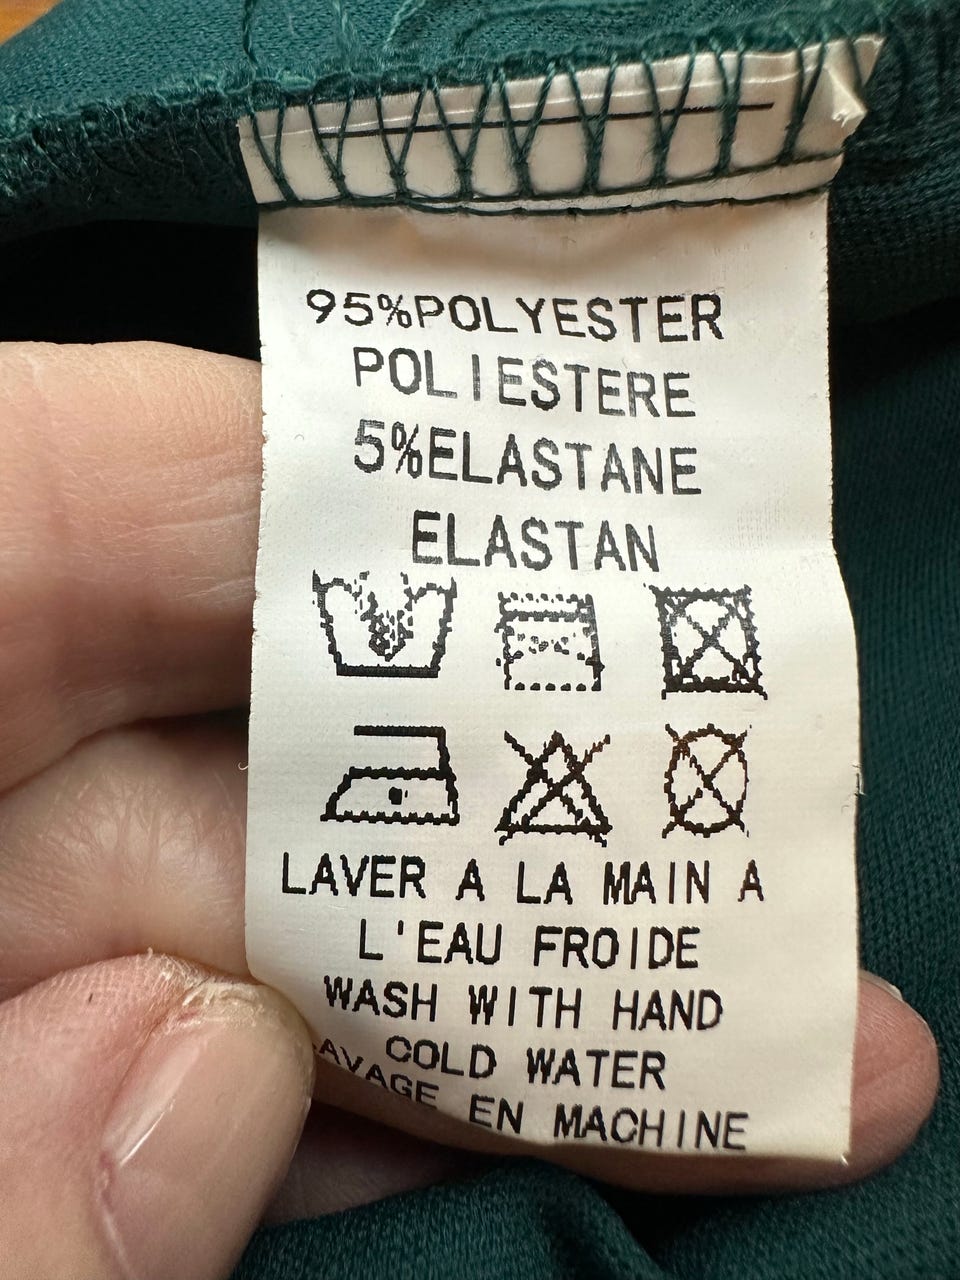 95%POLYESTER
POLIESTERE
5%ELASTANE
ELASTAN
LAVER A LA MAIN A
L'EAU FROIDE
WASH WITH HAND
COLD WATER
EN MACHINE